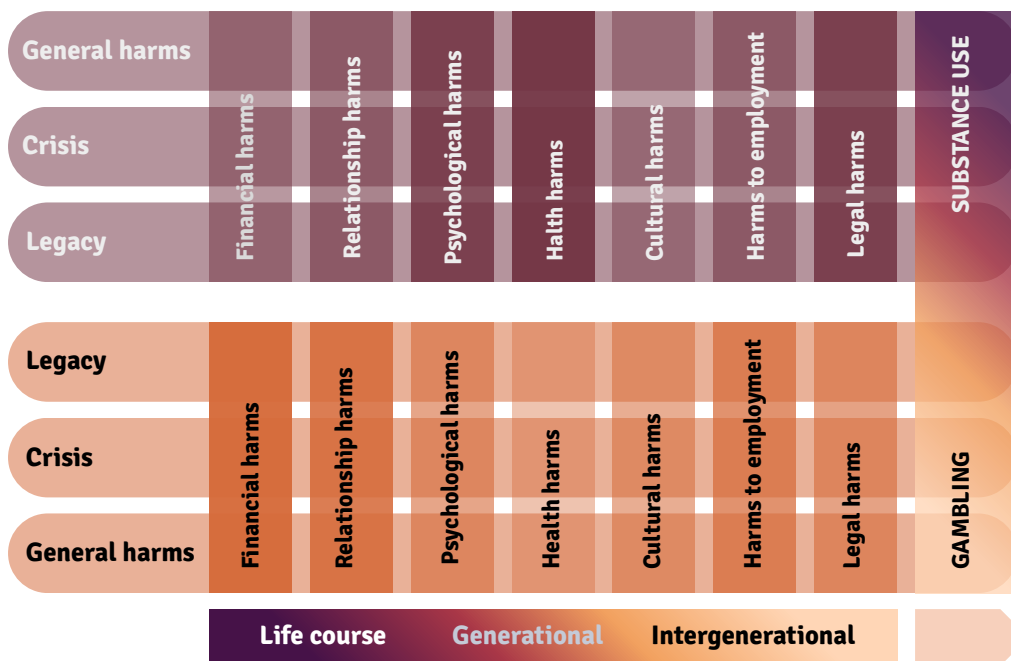 General harms
Crisis
Legacy
Financial harms
Relationship harms
Psychological harms
Halth harms
Cultural harms
Harms to employment
Legal harms
SUBSTANCE USE
Legacy
Crisis
General harms
Financial harms
Relationship harms
Psychological harms
Health harms
Cultural harms
Harms to employment
Legal harms
GAMBLING
Life course Generational Intergenerational